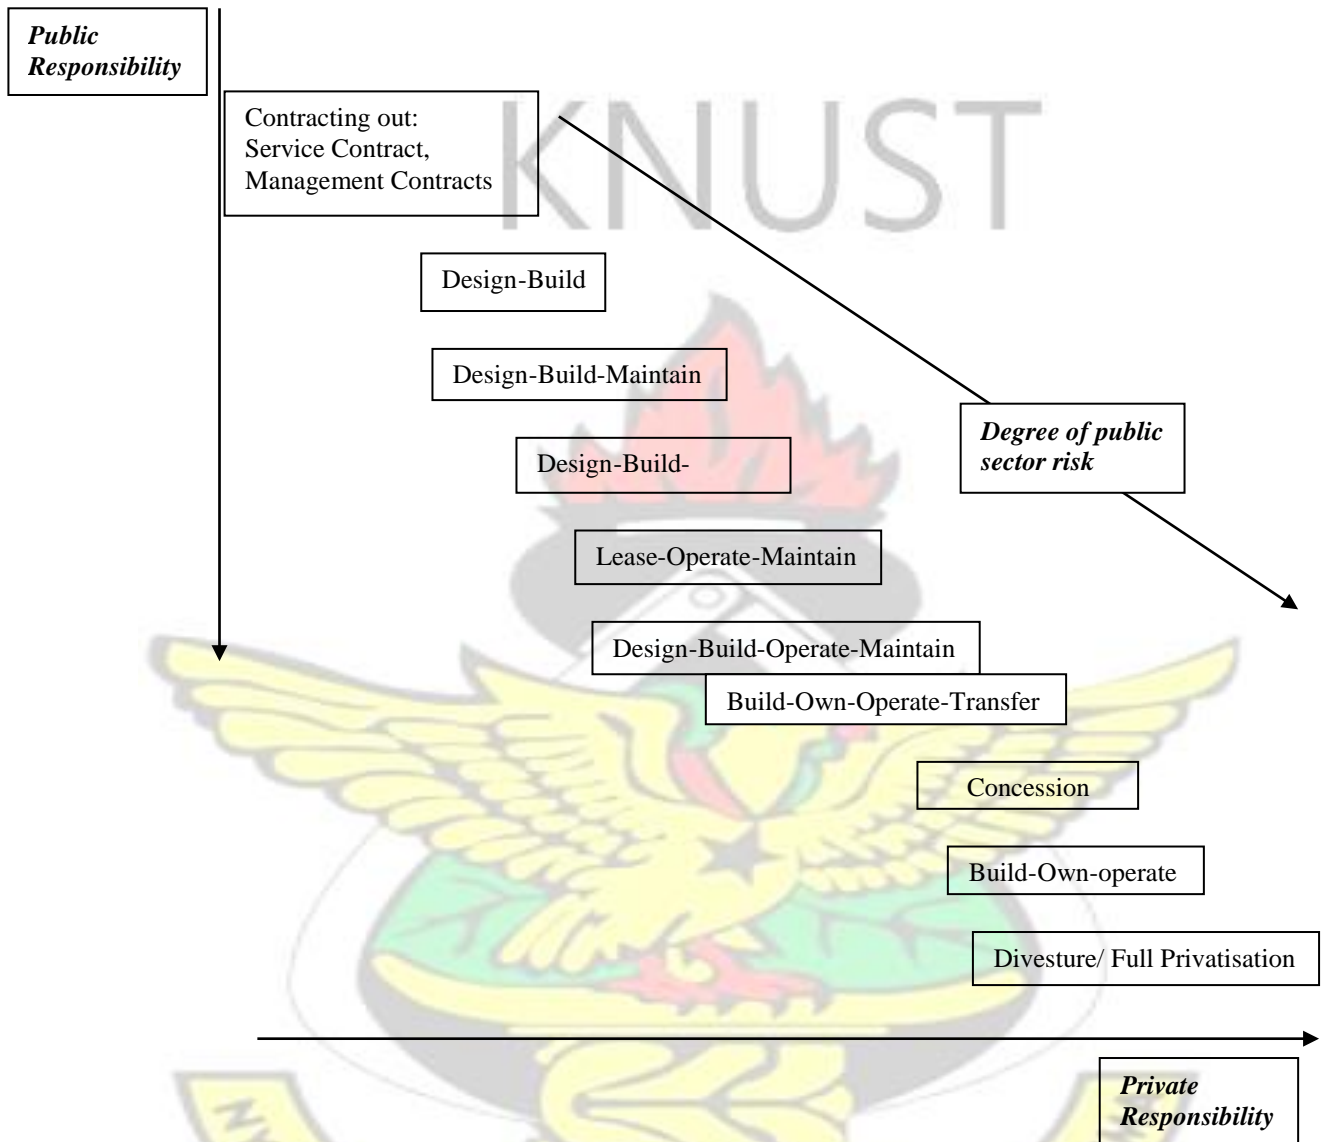 Public
Responsibility
KNUST
Contracting out:
Service Contract,
Management Contracts
Design-Build
Design-Build-Maintain
Degree of public
sector risk
Design-Build-
Lease-Operate-Maintain
Design-Build-Operate-Maintain
Build-Own-Operate-Transfer
Concession
Build-Own-operate
Divesture/ Full Privatisation
Private
Responsibility